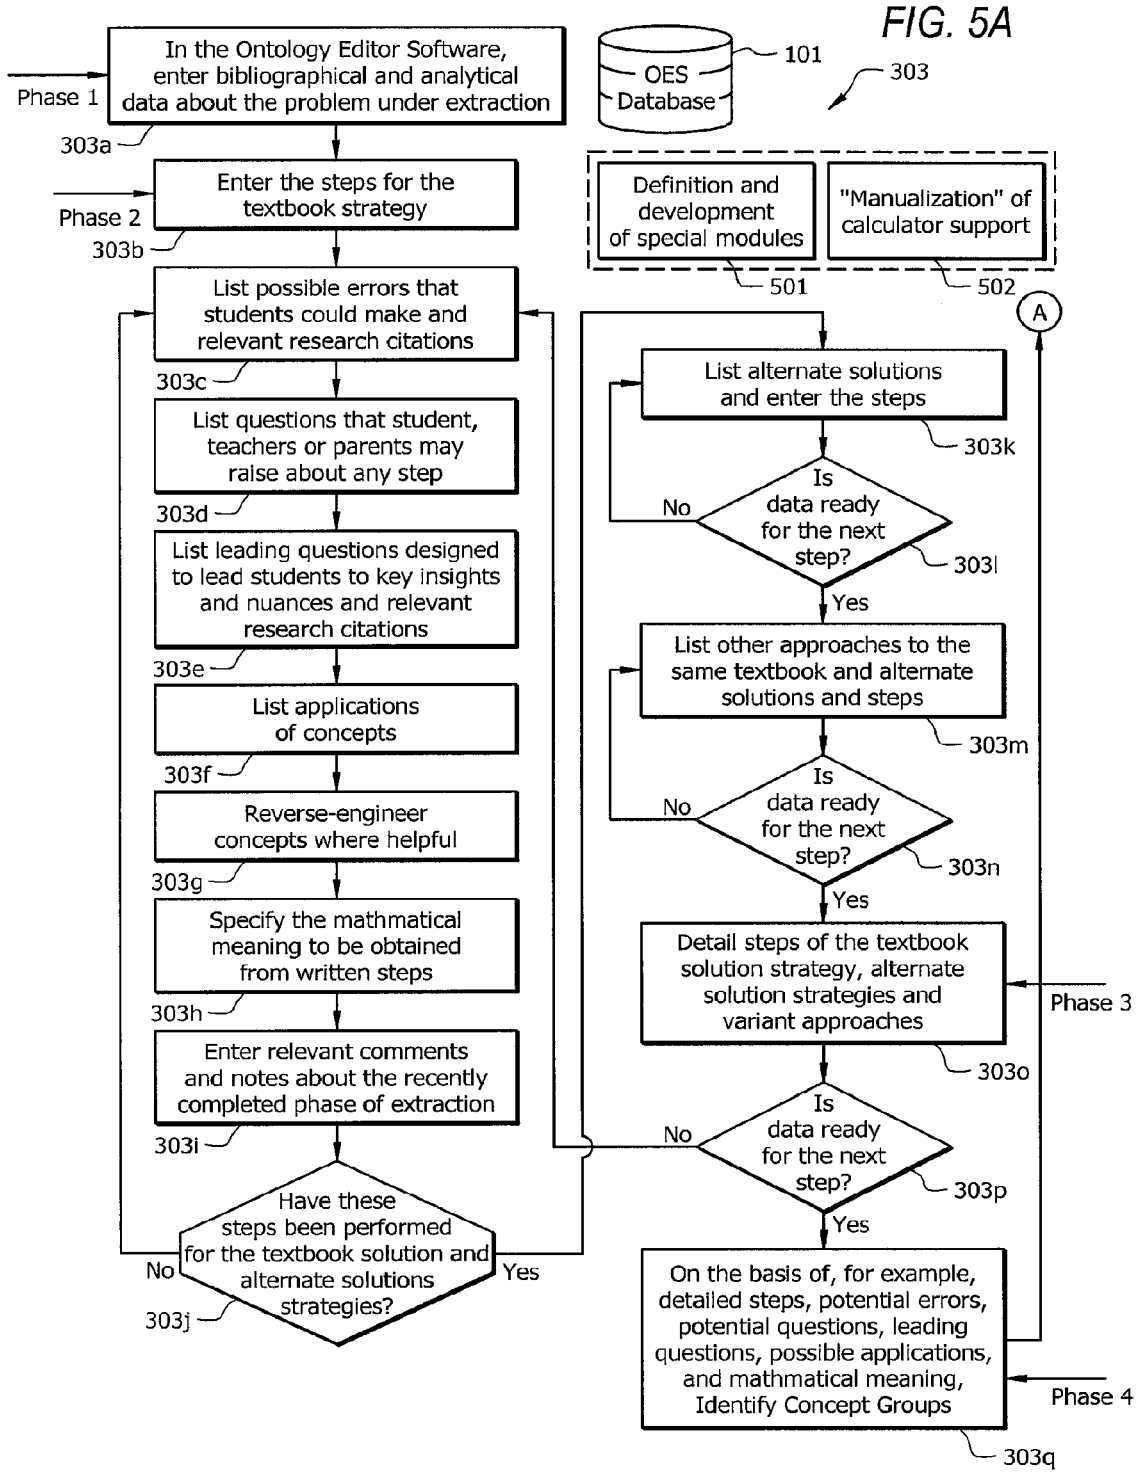 FIG. 5A
In the Ontology Editor Software,
enter bibliographical and analytical
data about the problem under extraction
Phase 1
303a
Enter the steps for the
textbook strategy
Phase 2
303b
List possible errors that
students could make and
relevant research citations
303c
List questions that student,
teachers or parents may
raise about any step
303d
List leading questions designed
to lead students to key insights
and nuances and relevant
research citations
303e
List applications
of concepts
303f
Reverse-engineer
concepts where helpful
303g
Specify the mathmatical
meaning to be obtained
from written steps
303h
Enter relevant comments
and notes about the recently
completed phase of extraction
303i
Have these
steps been performed
for the textbook solution and
alternate solutions
strategies?
No
Yes
303j
OES
Database
101
303
Definition and
development
of special modules
501
"Manualization" of
calculator support
502
A
List alternate solutions
and enter the steps
303k
Is
data ready
for the next
step?
No
303l
Yes
List other approaches to the
same textbook and alternate
solutions and steps
303m
Is
data ready
for the next
step?
No
303n
Yes
Detail steps of the textbook
solution strategy, alternate
solution strategies and
variant approaches
Phase 3
303o
Is
data ready
for the next
step?
No
303p
Yes
On the basis of, for example,
detailed steps, potential errors,
potential questions, leading
questions, possible applications,
and mathmatical meaning,
Identify Concept Groups
Phase 4
303q